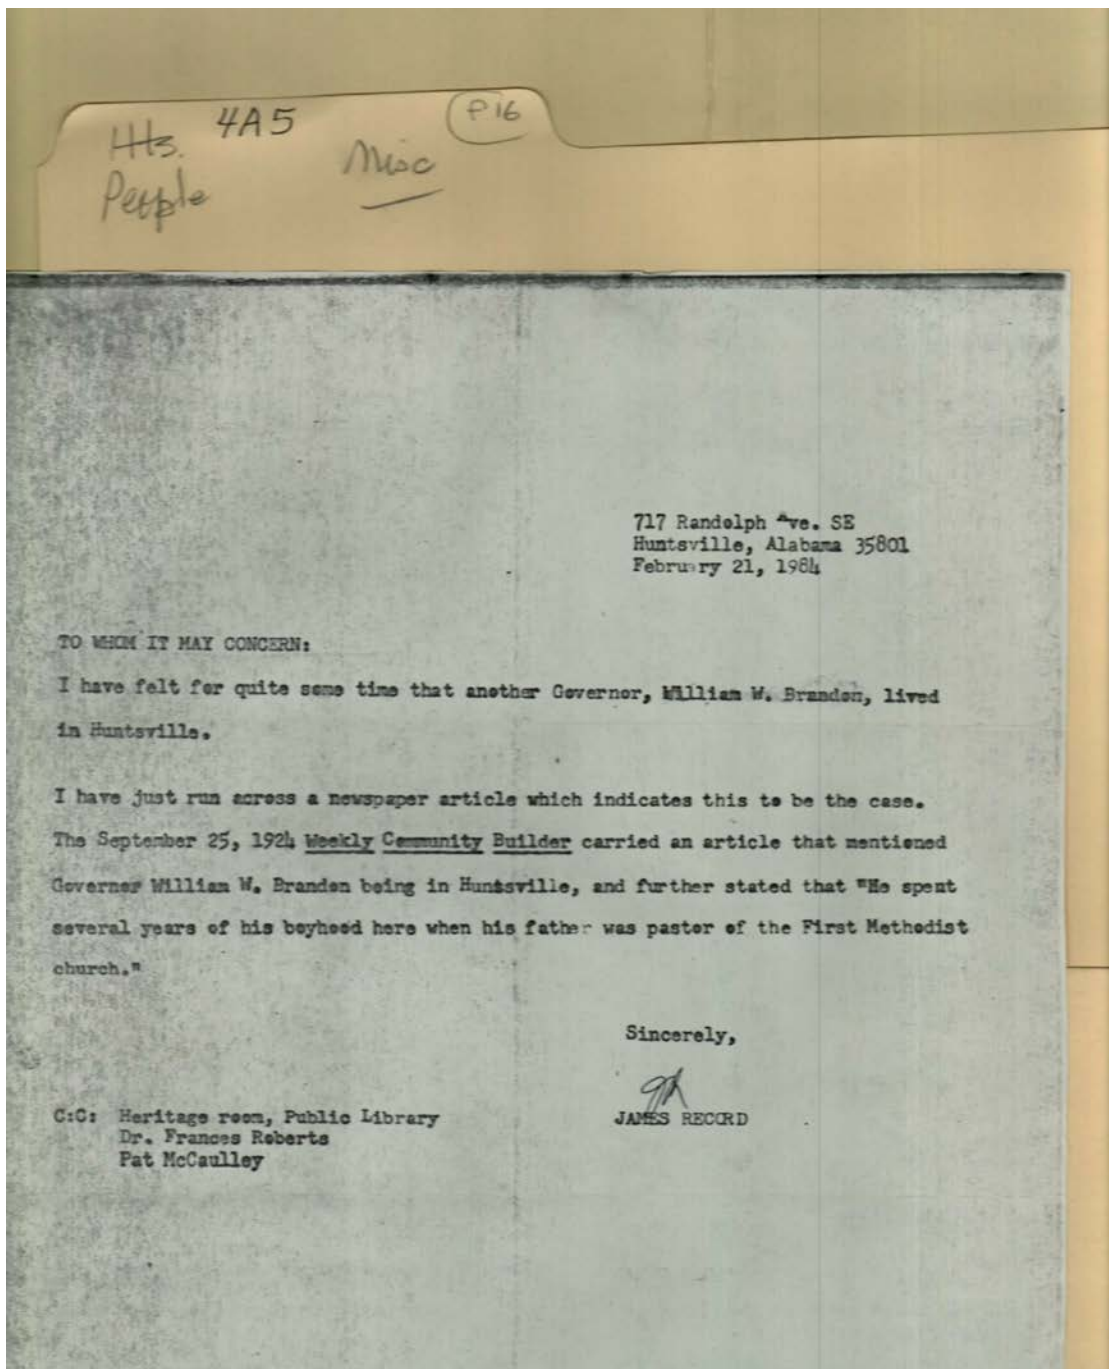 4A5
P16
Hts.
Misc
People
717 Randolph Ave. SE
Huntsville, Alabama 35801
February 21, 1984
TO WHOM IT MAY CONCERN:
I have felt for quite some time that another Governor, William W. Brandon, lived
in Huntsville.
I have just run across a newspaper article which indicates this to be the case.
The September 25, 1924 Weekly Community Builder carried an article that mentioned
Governor William W. Brandon being in Huntsville, and further stated that "He spent
several years of his boyhood here when his father was pastor of the First Methodist
church."
Sincerely,
JAMES RECORD
C:C: Heritage room, Public Library
Dr. Frances Roberts
Pat McCaulley